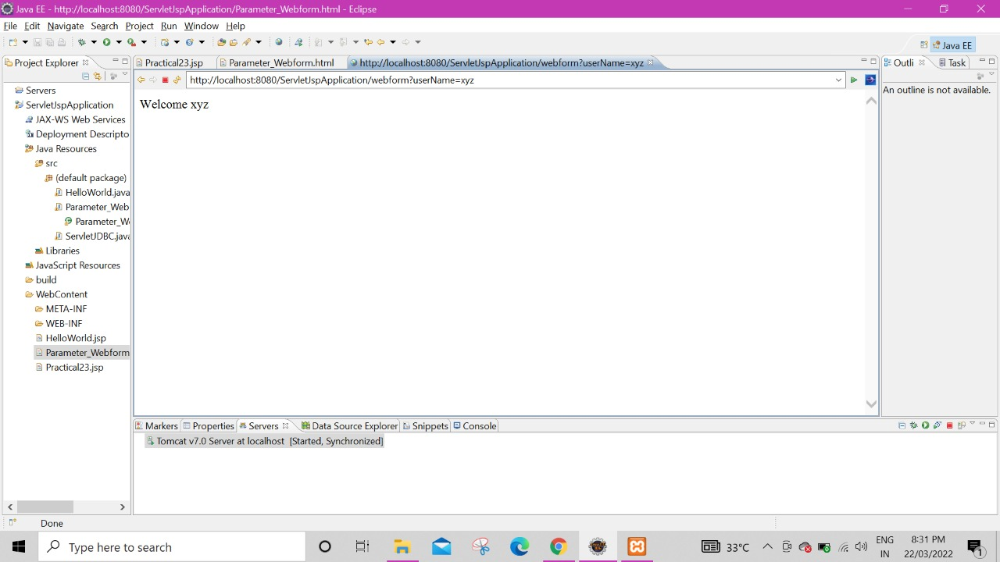 Java EE - http://localhost:8080/ServletJspApplication/Parameter_Webform.html - Eclipse
File Edit Navigate Search Project Run Window Help
Java EE
Project Explorer
Practical23.jsp
Parameter_Webform.html
http://localhost:8080/ServletJspApplication/webform?userName=xyz
Outli
Task
http://localhost:8080/ServletJspApplication/webform?userName=xyz
An outline is not available.
Welcome xyz
Servers
ServletJspApplication
JAX-WS Web Services
Deployment Descripto
Java Resources
src
(default package)
HelloWorld.java
Parameter_Web
Parameter_W
ServletJDBC.java
Libraries
JavaScript Resources
build
WebContent
META-INF
WEB-INF
HelloWorld.jsp
Parameter_Webform
Practical23.jsp
Markers Properties Servers Data Source Explorer Snippets Console
Tomcat v7.0 Server at localhost [Started, Synchronized]
Done
Type here to search
33°C
ENG
IN
8:31 PM
22/03/2022
1